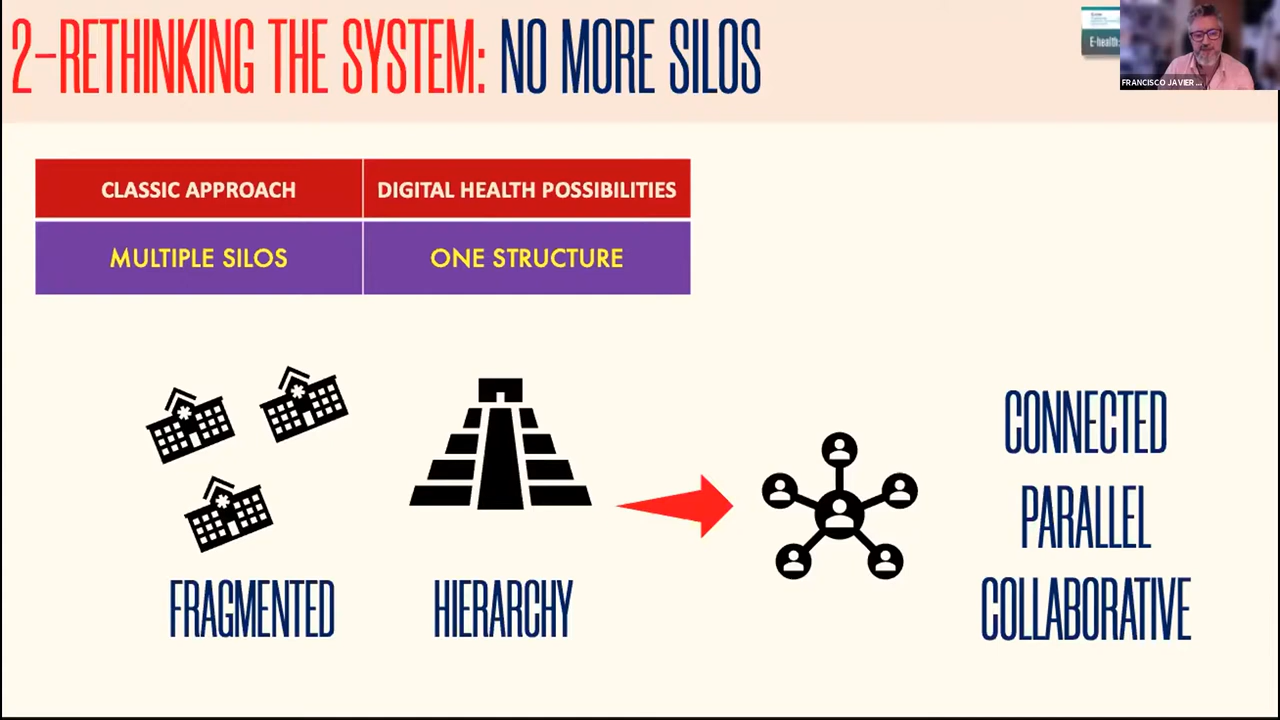 2-RETHINKING THE SYSTEM: NO MORE SILOS
E-health:
FRANCISCO JAVIER ...
CLASSIC APPROACH
DIGITAL HEALTH POSSIBILITIES
MULTIPLE SILOS
ONE STRUCTURE
CONNECTED
PARALLEL
COLLABORATIVE
FRAGMENTED
HIERARCHY